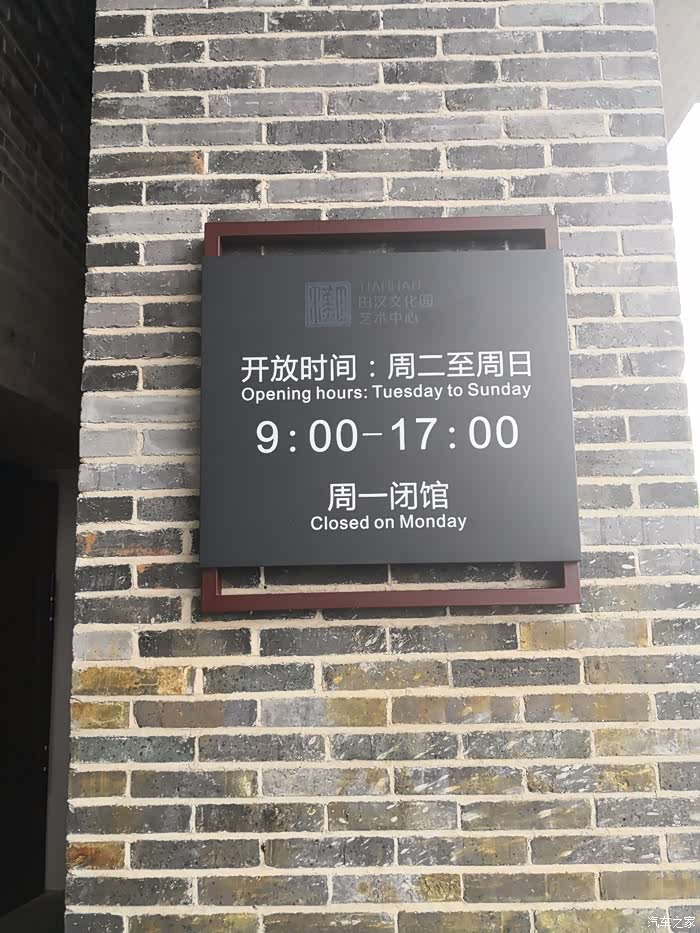 TIANHAN
田汉文化园
艺术中心
开放时间：周二至周日
Opening hours: Tuesday to Sunday
9:00-17:00
周一闭馆
Closed on Monday
汽车之家